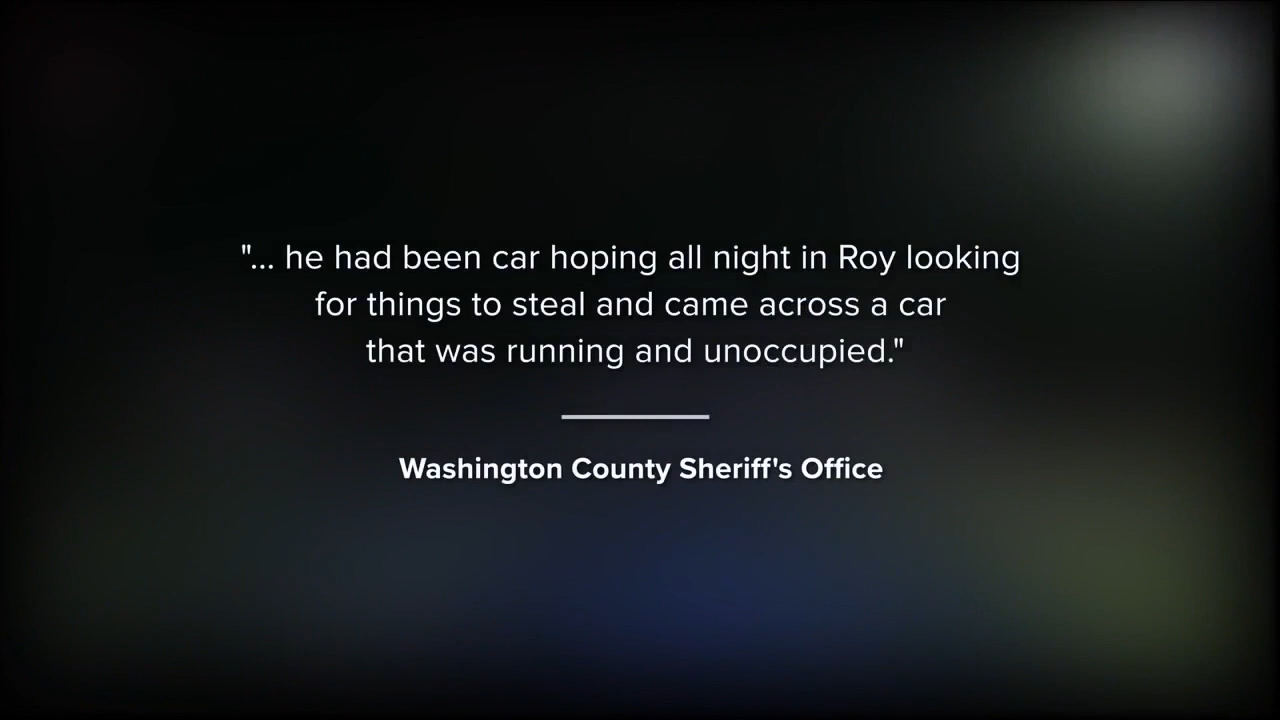 "... he had been car hoping all night in Roy looking
for things to steal and came across a car
that was running and unoccupied."
Washington County Sheriff's Office